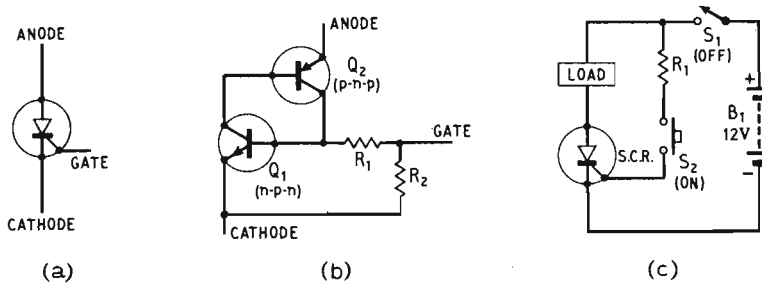 ANODE
GATE
CATHODE
(a)
ANODE
Q2
(p-n-p)
GATE
R1
R2
Q1
(n-p-n)
CATHODE
(b)
S1
(OFF)
R1
LOAD
+
B1
12V
S.C.R.
S2
(ON)
-
(c)